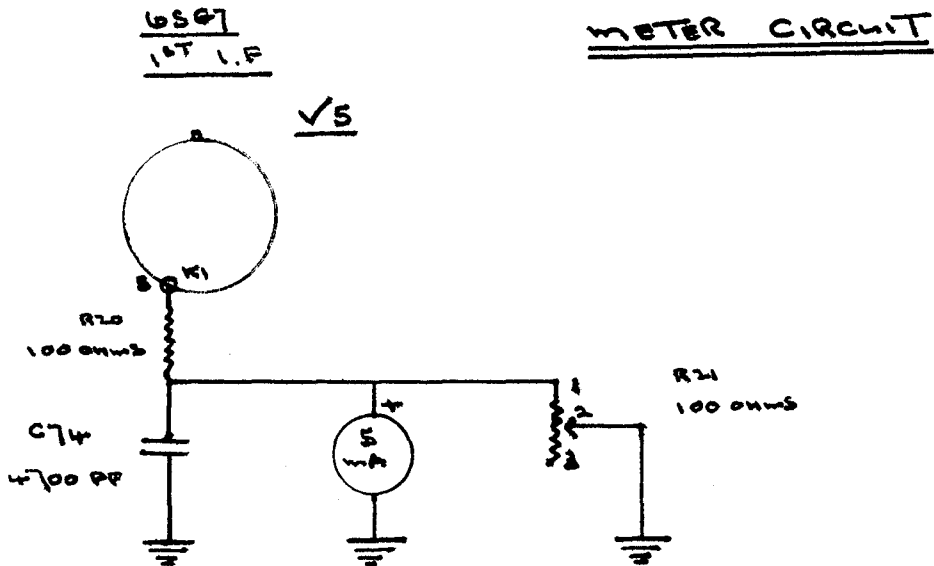 6SG7
METER CIRCUIT
1ST I.F
V5
K1
R20
100 OHMS
C74
4700 PF
+
5
mA
1
2
3
R21
100 OHMS